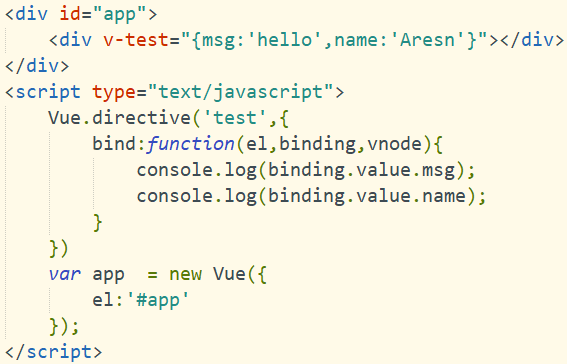 <div id="app">
    <div v-test="{msg:'hello',name:'Aresn'}"></div>
</div>
<script type="text/javascript">
    Vue.directive('test',{
        bind:function(el,binding,vnode){
            console.log(binding.value.msg);
            console.log(binding.value.name);
        }
    })
    var app  = new Vue({
        el:'#app'
    });
</script>